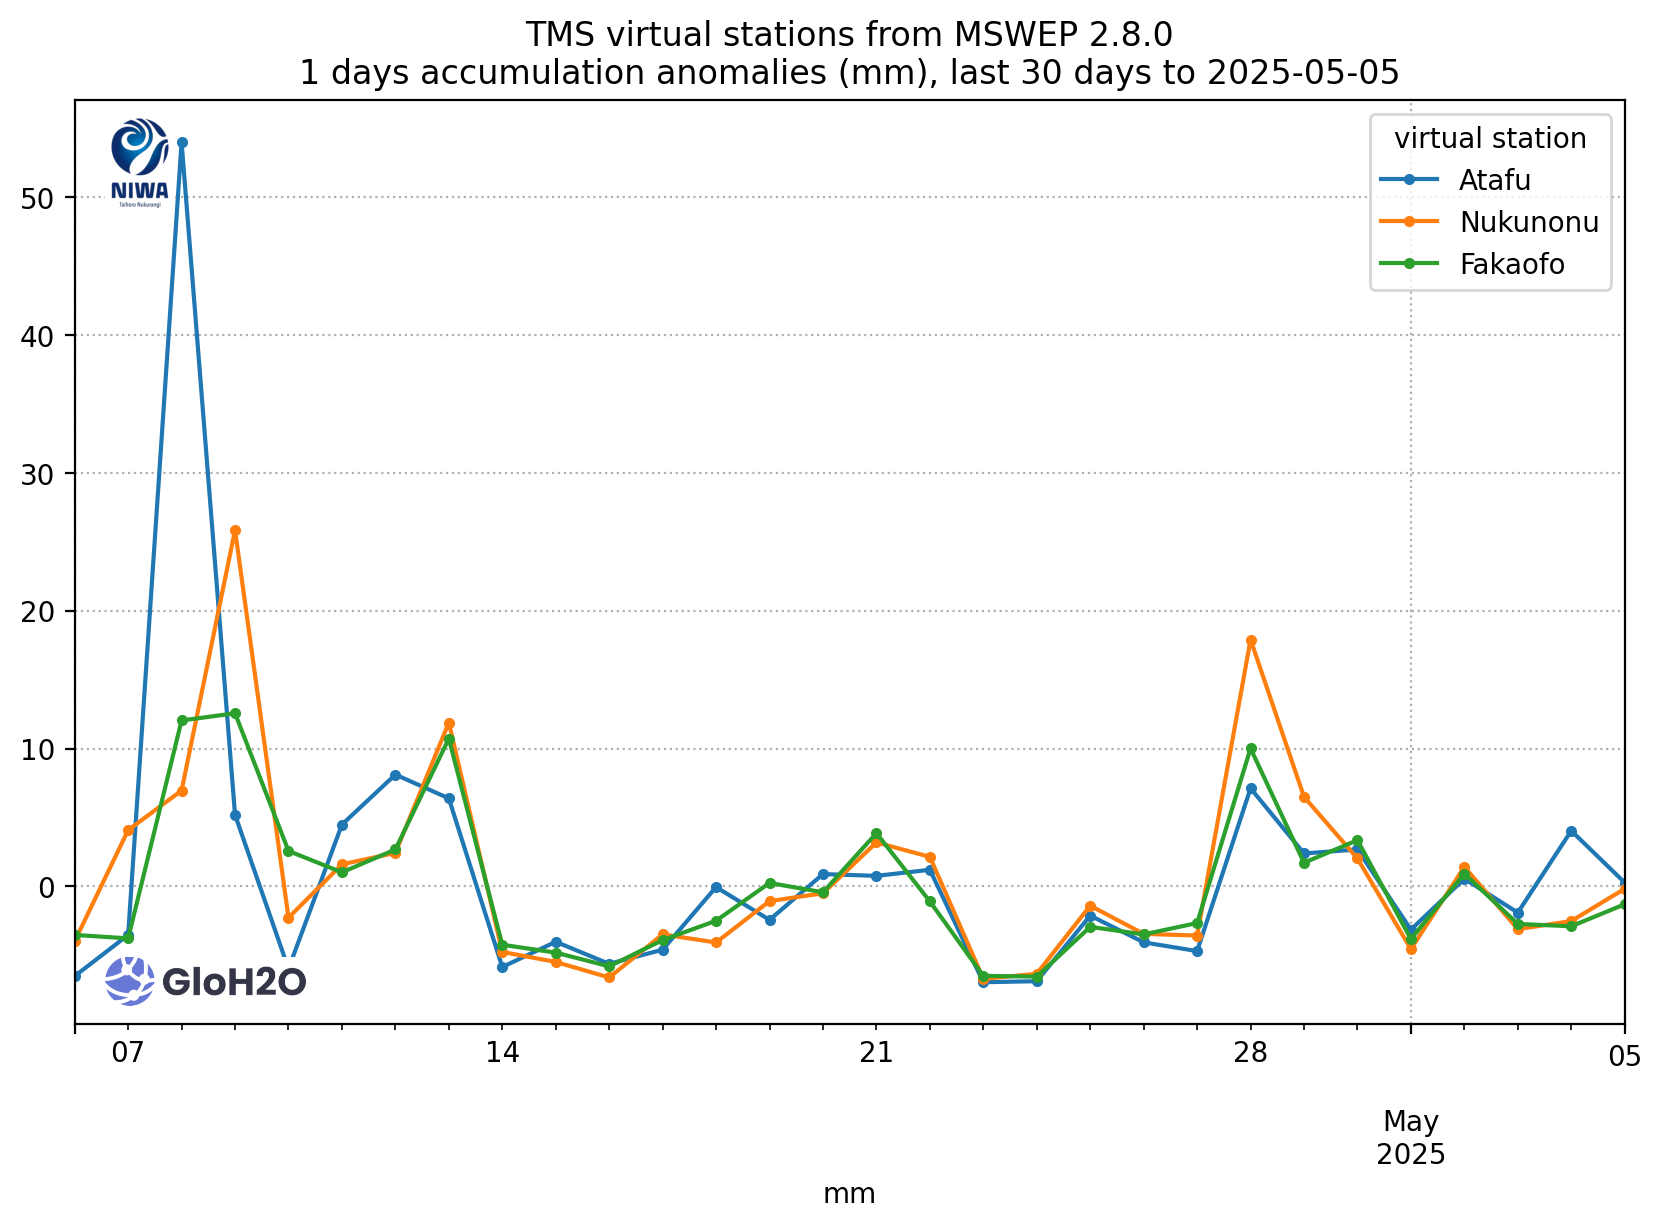 TMS virtual stations from MSWEP 2.8.0
1 days accumulation anomalies (mm), last 30 days to 2025-05-05
NIWA
Taihoro Nukurangi
virtual station
Atafu
Nukunonu
Fakaofo
50
40
30
20
10
0
GloH2O
07
14
21
28
05
May
2025
mm